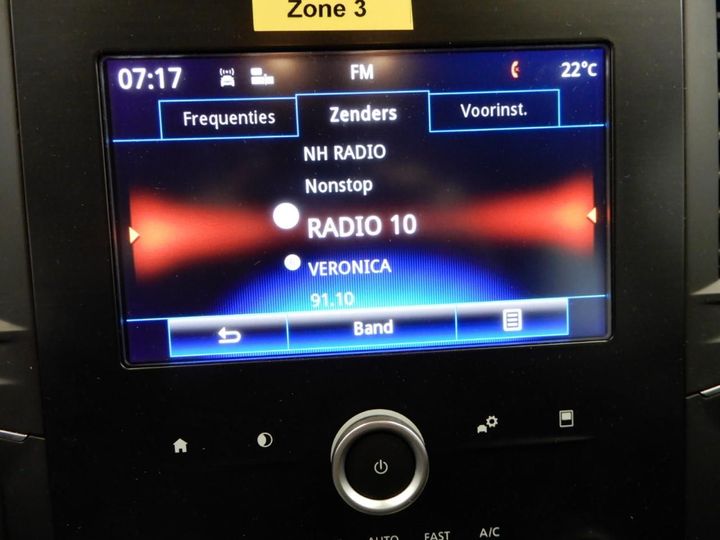 Zone 3
07:17 FM 22°C
Frequenties Zenders Voorinst.
NH RADIO
Nonstop
RADIO 10
VERONICA
91.10
Band
AUTO FAST A/C